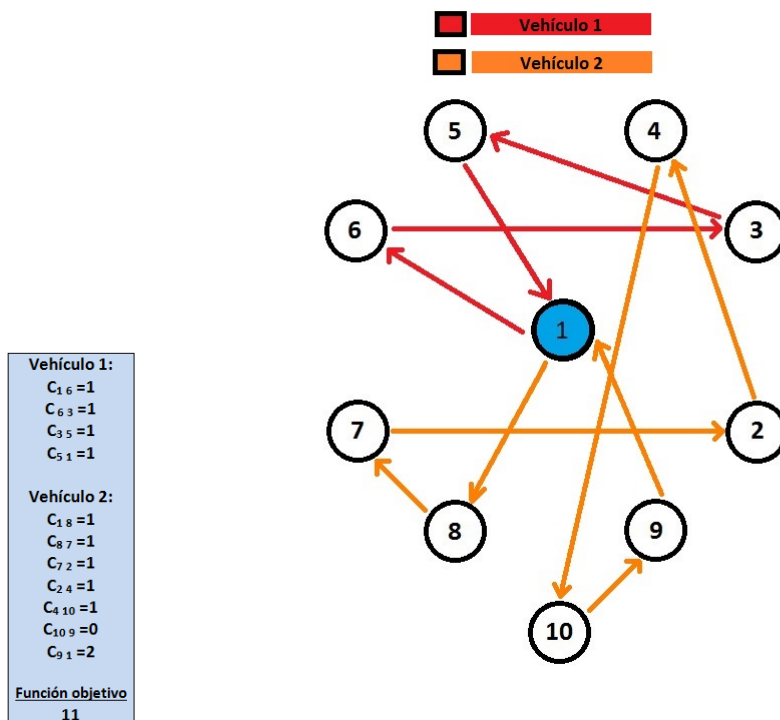 Vehículo 1
Vehículo 2
5
4
6
3
1
7
2
8
9
10
Vehículo 1:
C1 6 =1
C 6 3 =1
C3 5 =1
C5 1 =1
Vehículo 2:
C1 8 =1
C8 7 =1
C7 2 =1
C2 4 =1
C4 10 =1
C10 9 =0
C9 1 =2
Función objetivo
11